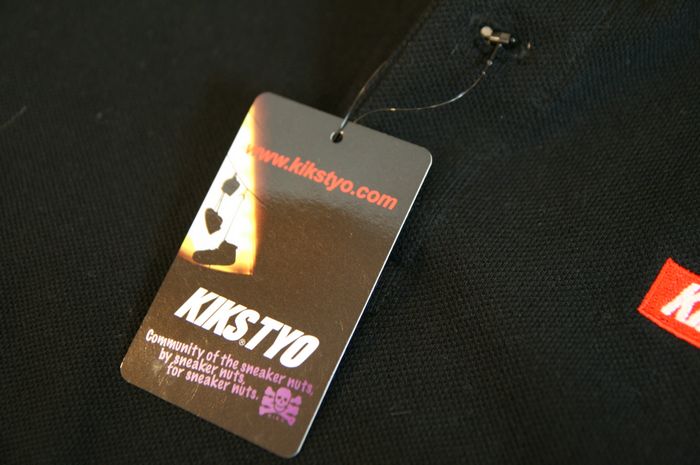 www.kikstyo.com
KIKS.TYO
Community of the sneaker nuts,
by sneaker nuts,
for sneaker nuts.